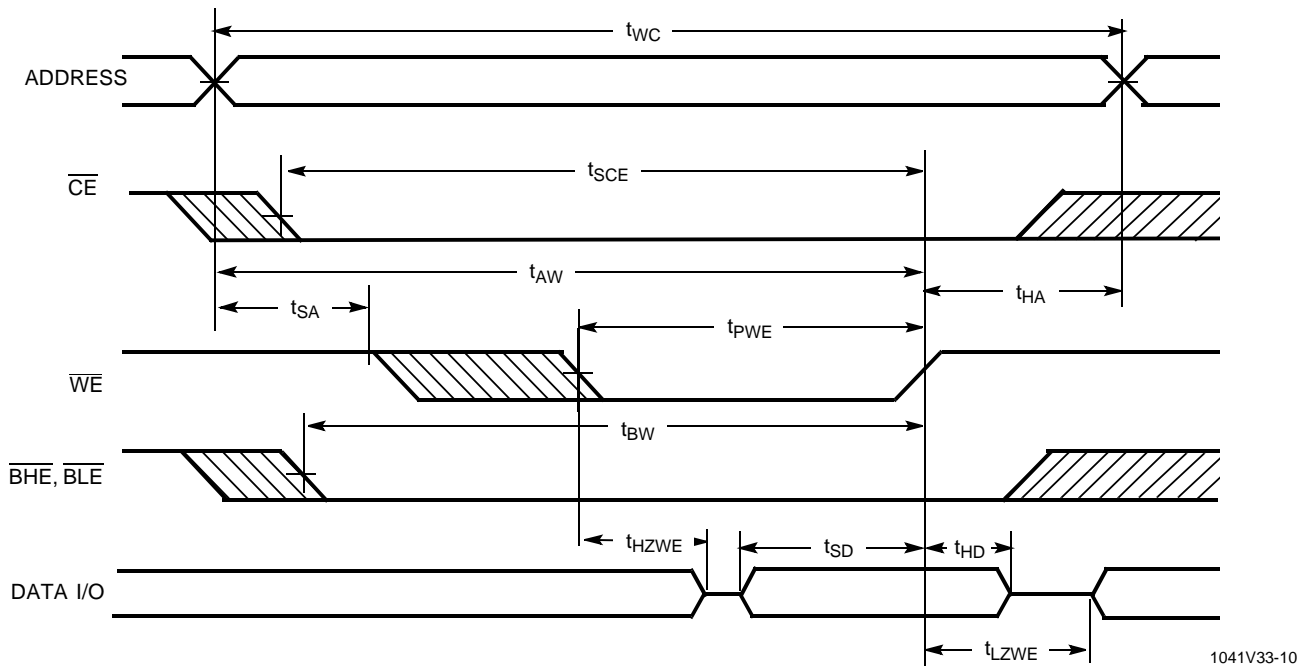 tWC
ADDRESS
tSCE
CE
tAW
tSA
tHA
tPWE
WE
tBW
BHE, BLE
tHZWE
tSD
tHD
DATA I/O
tLZWE
1041V33-10